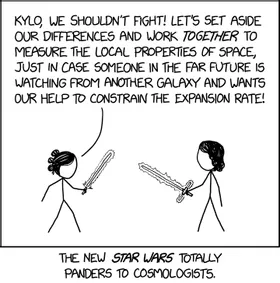 KYLO, WE SHOULDN'T FIGHT! LET'S SET ASIDE
OUR DIFFERENCES AND WORK TOGETHER TO
MEASURE THE LOCAL PROPERTIES OF SPACE,
JUST IN CASE SOMEONE IN THE FAR FUTURE IS
WATCHING FROM ANOTHER GALAXY AND WANTS
OUR HELP TO CONSTRAIN THE EXPANSION RATE!
THE NEW STAR WARS TOTALLY
PANDERS TO COSMOLOGISTS.